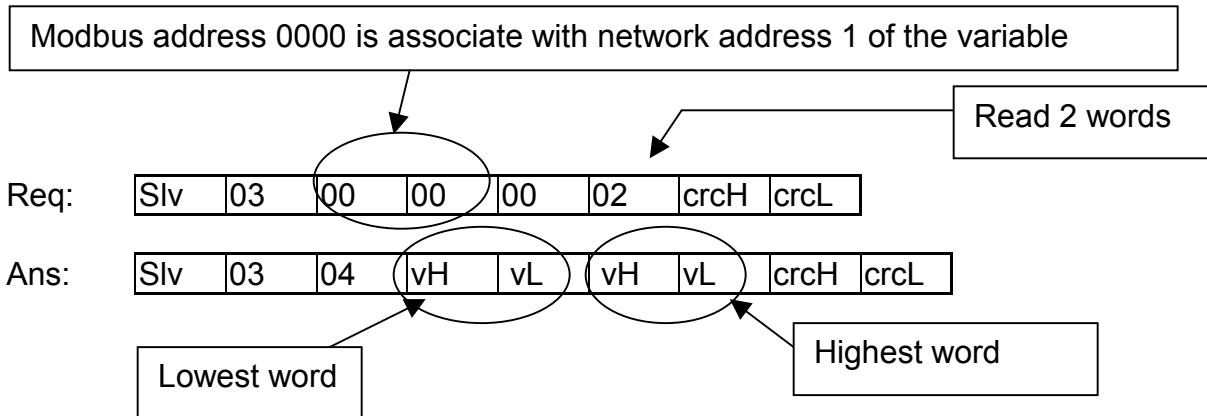 Modbus address 0000 is associate with network address 1 of the variable
Read 2 words
Req: Slv 03 00 00 00 02 crcH crcL
Ans: Slv 03 04 vH vL vH vL crcH crcL
Lowest word
Highest word